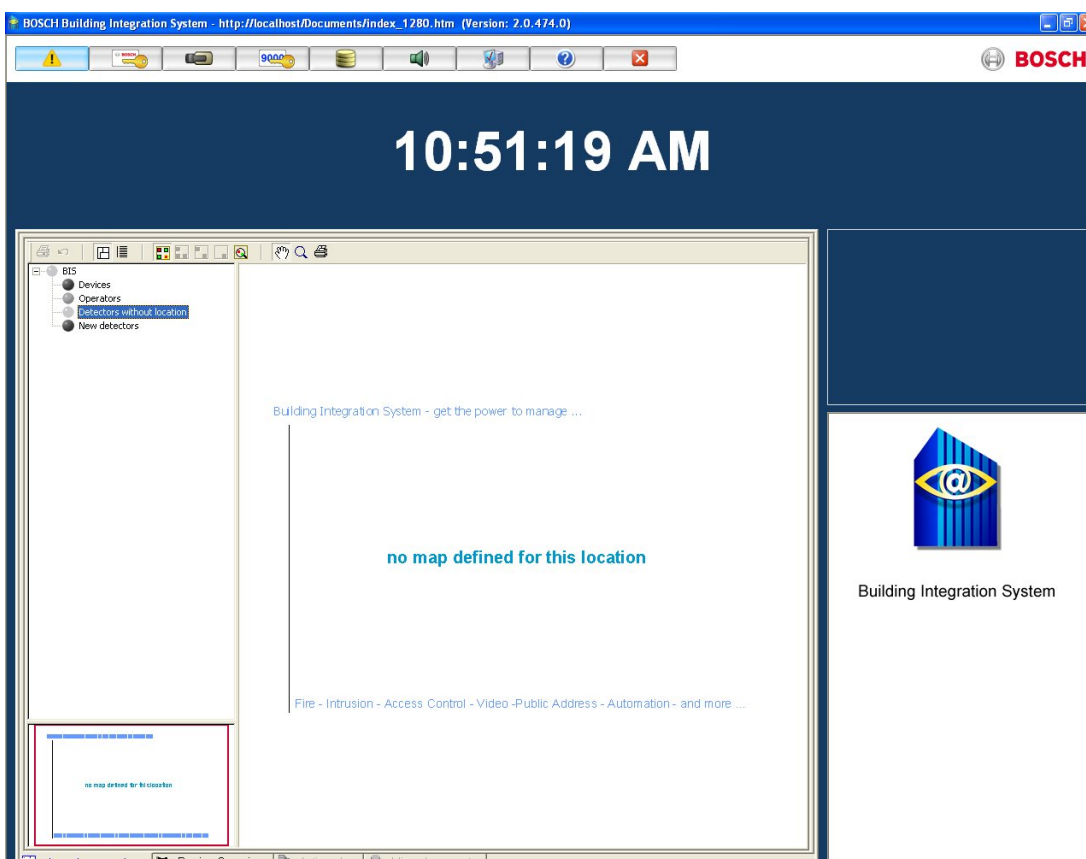 BOSCH Building Integration System - http://localhost/Documents/index_1280.htm (Version: 2.0.474.0)
BOSCH
9000
BOSCH
10:51:19 AM
BIS
Devices
Operators
Detectors without location
New detectors
Building Integration System - get the power to manage ...
no map defined for this location
Fire - Intrusion - Access Control - Video -Public Address - Automation - and more ...
@
Building Integration System
no map defined for this location